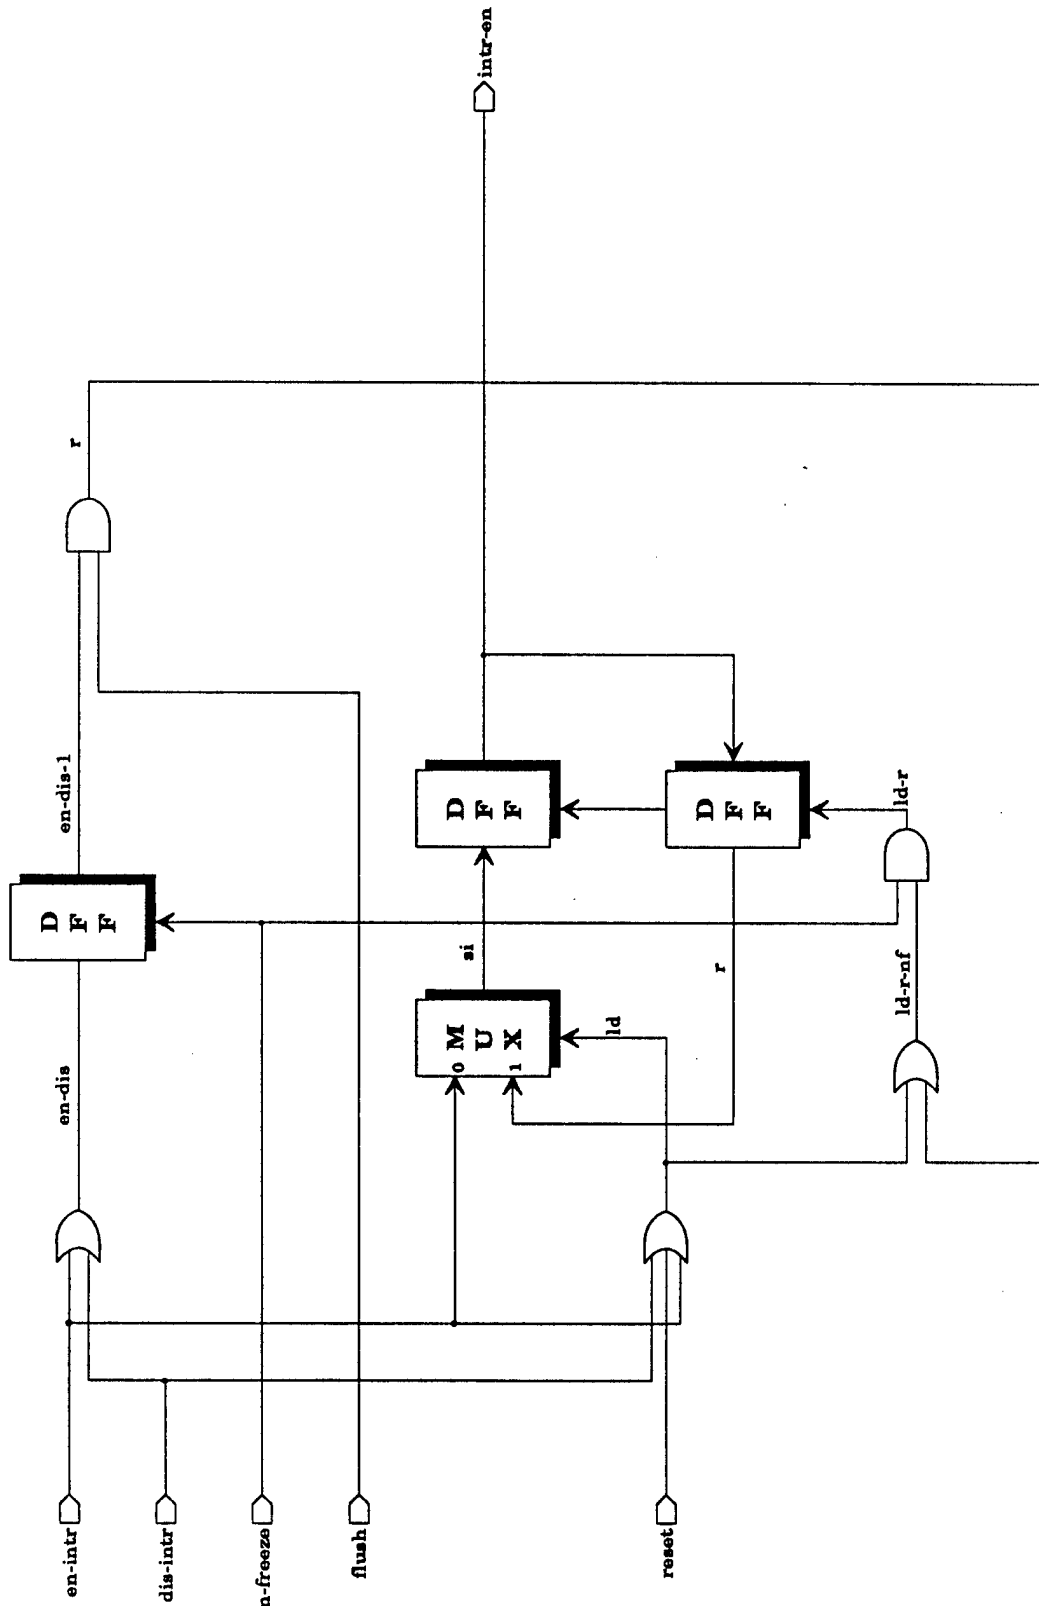 intr-en
r
en-dis-1
D
F
F
D
F
F
D
F
F
ld-r
si
r
ld-r-nf
M
U
X
0
1
ld
en-dis
en-intr
dis-intr
n-freeze
flush
reset